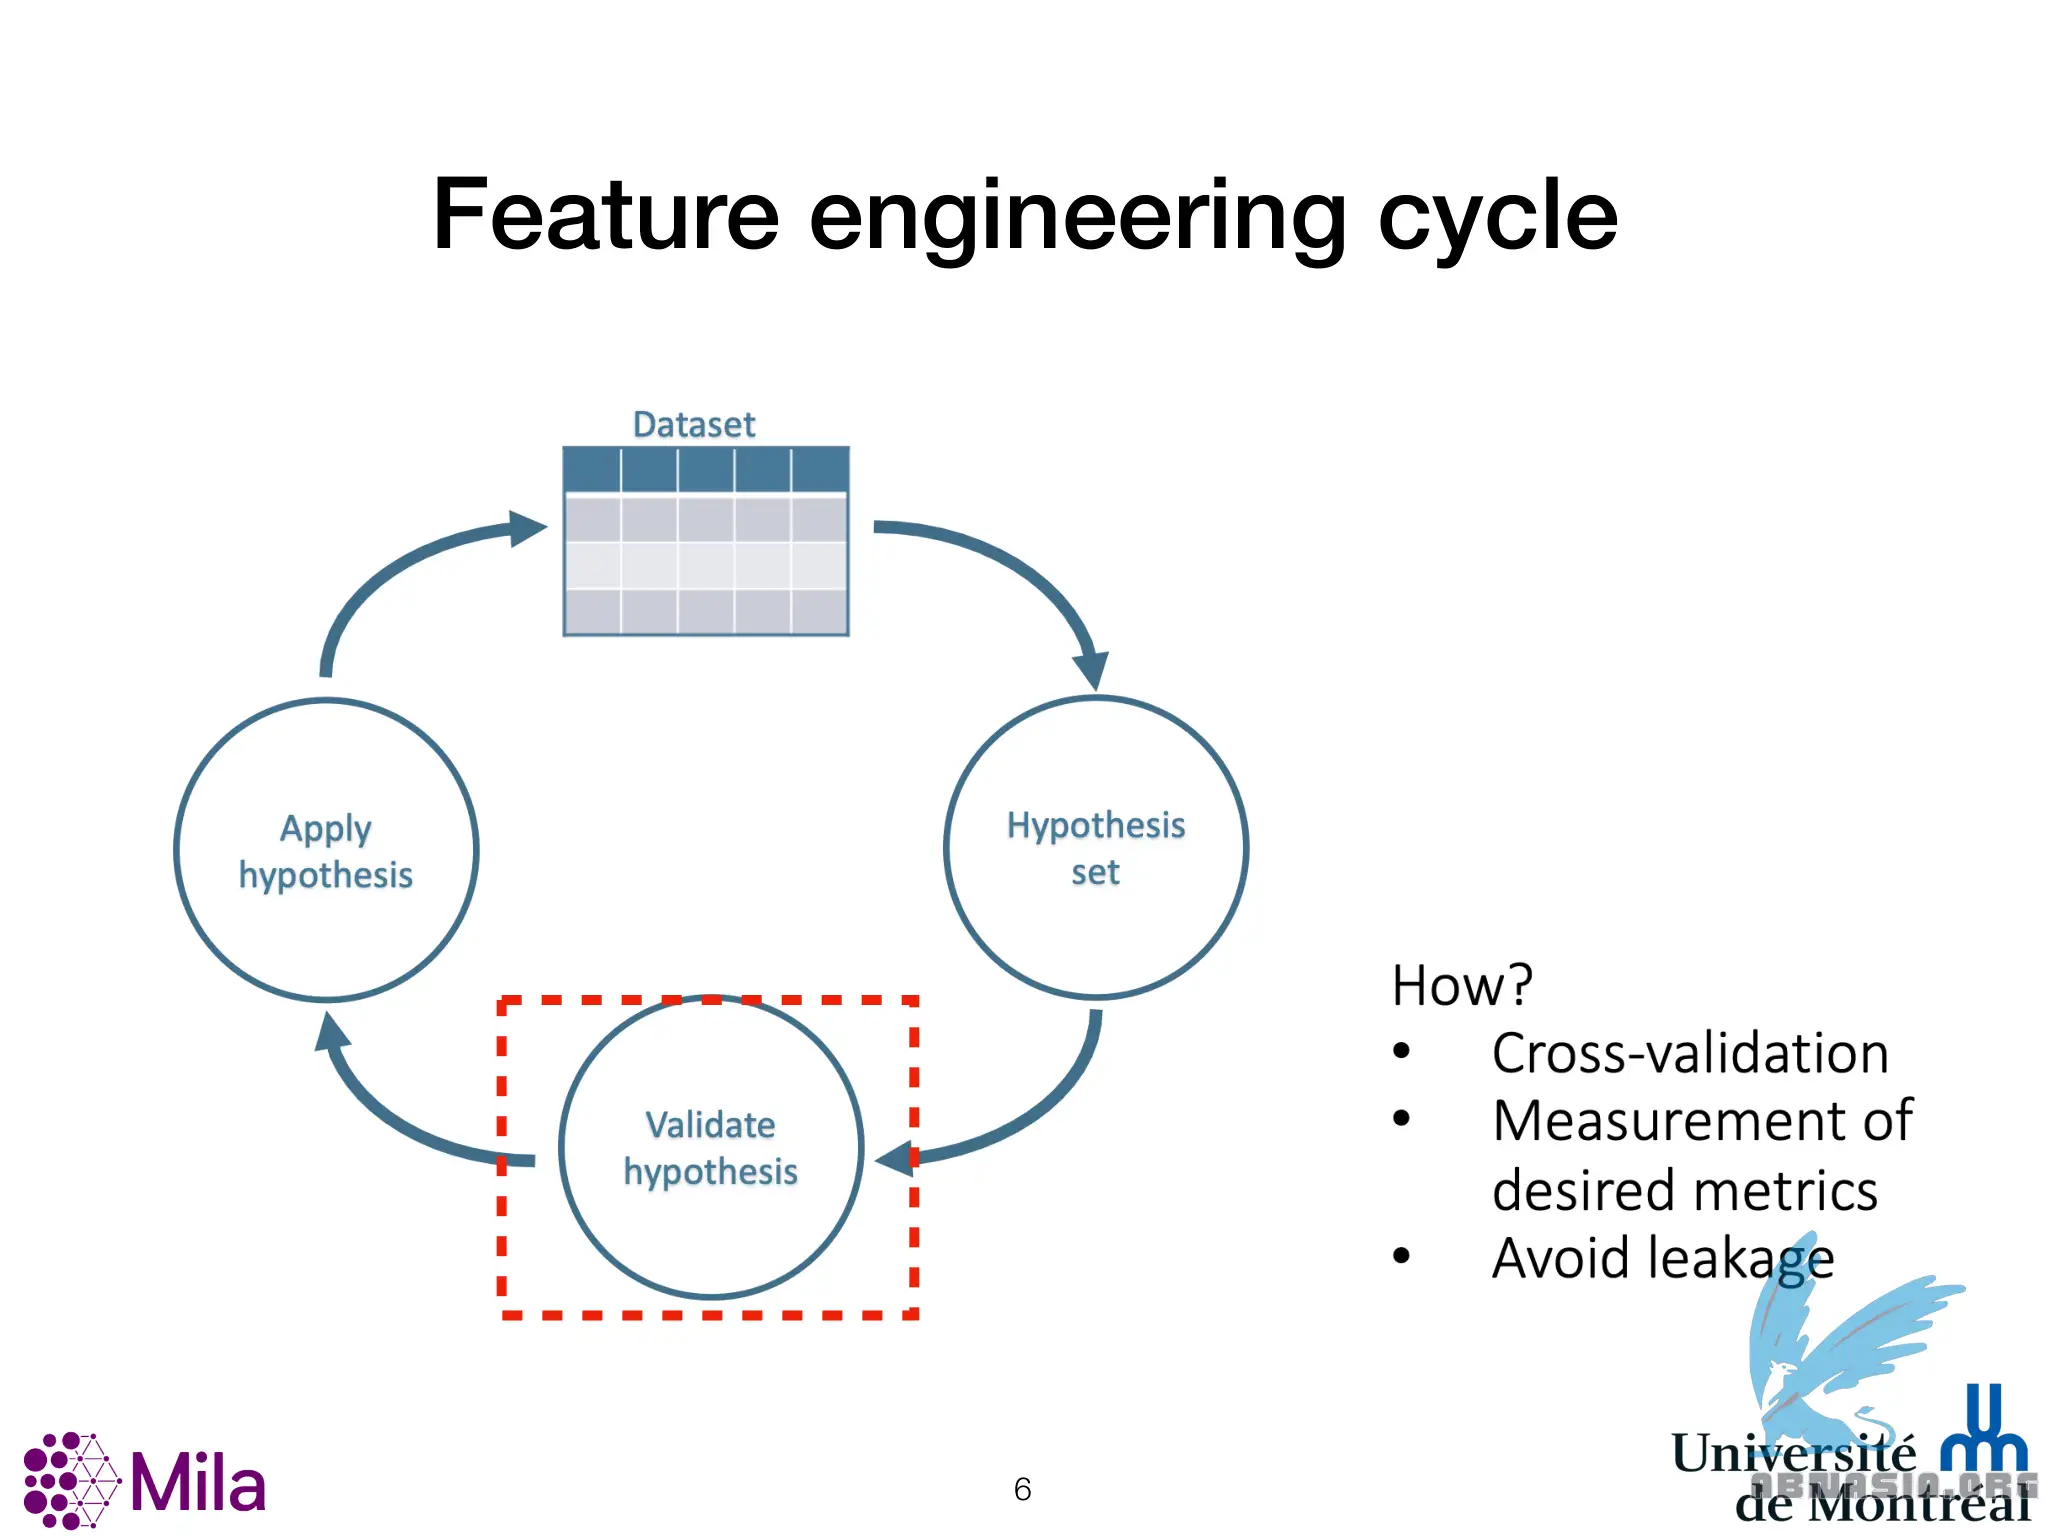 Feature engineering cycle
Dataset
Apply
hypothesis
Hypothesis
set
Validate
hypothesis
How?
• Cross-validation
• Measurement of
desired metrics
• Avoid leakage
Mila
6
Université
de Montréal
ABNASIA.ORG